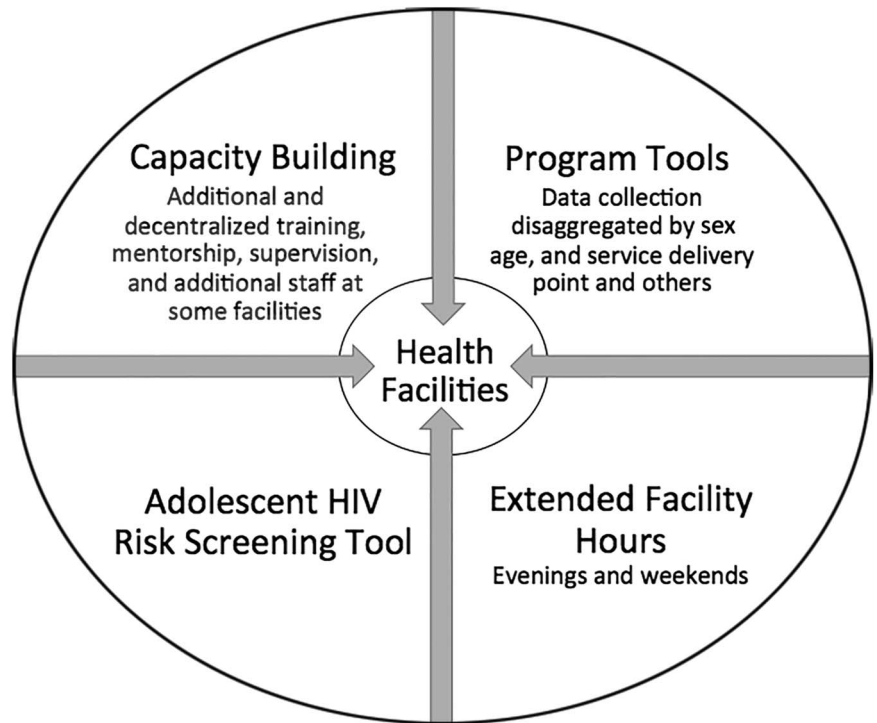 Capacity Building
Additional and
decentralized training,
mentorship, supervision,
and additional staff at
some facilities
Program Tools
Data collection
disaggregated by sex
age, and service delivery
point and others
Health
Facilities
Adolescent HIV
Risk Screening Tool
Extended Facility
Hours
Evenings and weekends